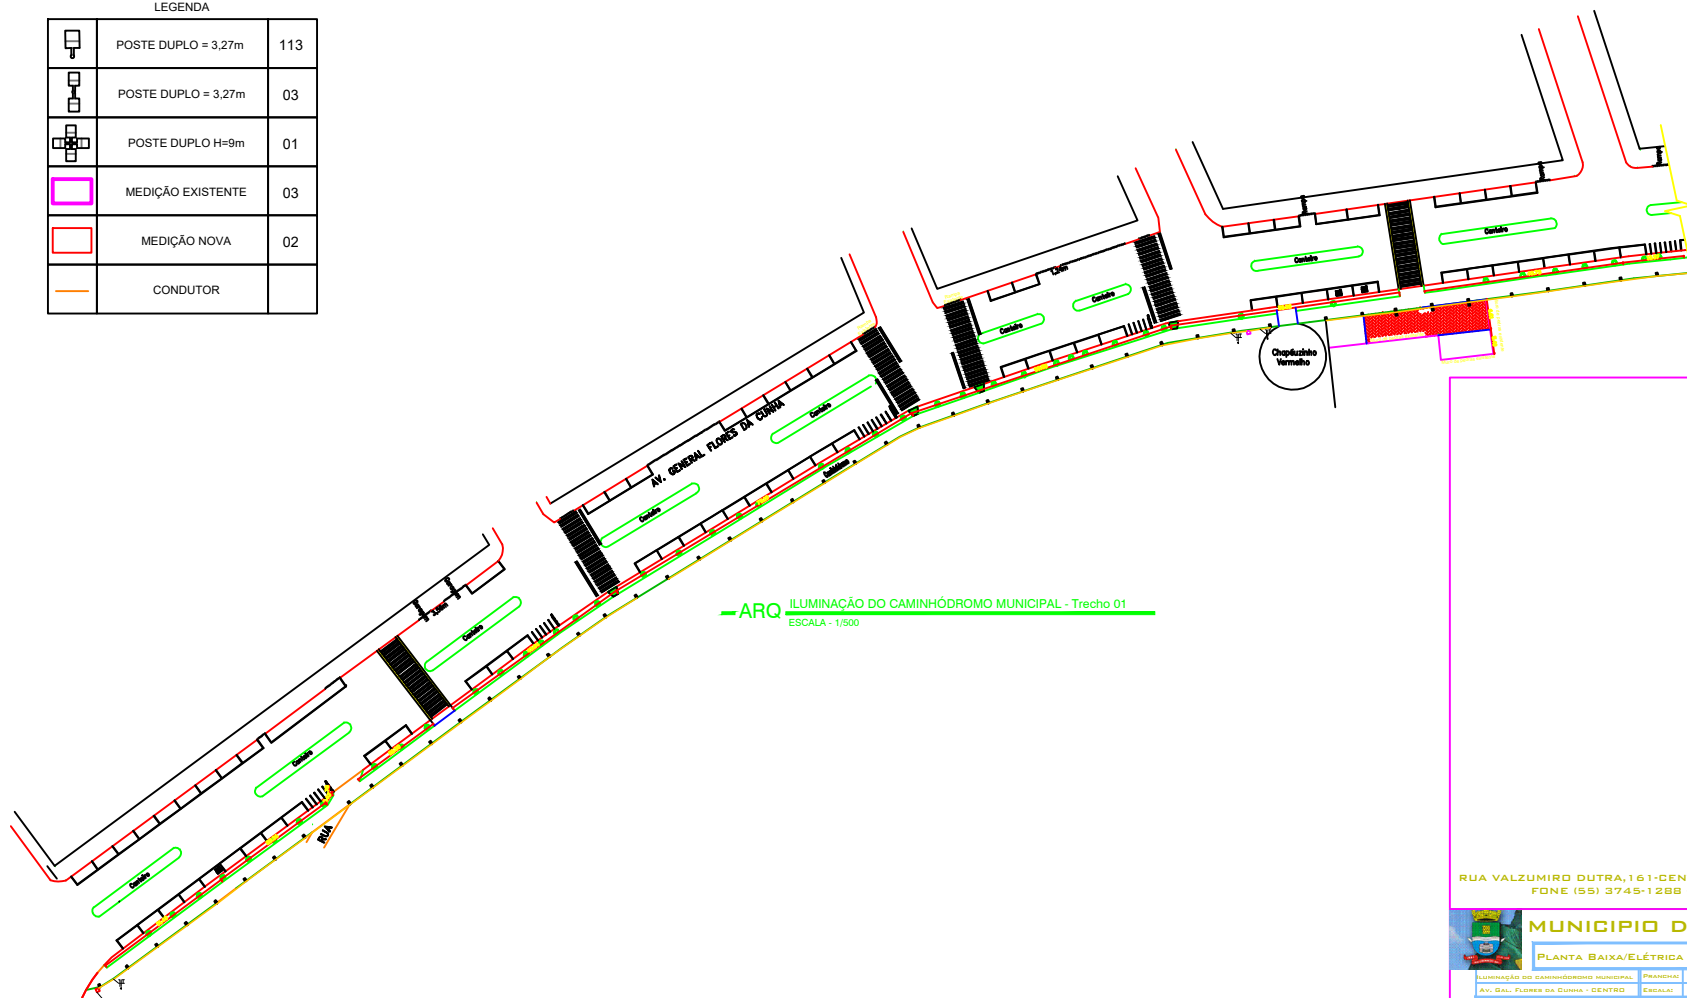 LEGENDA
POSTE DUPLO = 3,27m 113
POSTE DUPLO = 3,27m 03
POSTE DUPLO H=9m 01
MEDIÇÃO EXISTENTE 03
MEDIÇÃO NOVA 02
CONDUTOR
Canteiro
Canteiro
Canteiro
Canteiro
Canteiro
Chapéuzinho
Vermelho
Canteiro
AV. GENERAL FLORES DA CUNHA
Canteiro
ARQ ILUMINAÇÃO DO CAMINHÓDROMO MUNICIPAL - Trecho 01
ESCALA - 1/500
Canteiro
Canteiro
RUA
Canteiro
RUA VALZUMIRO DUTRA,161-CEN
FONE (55) 3745-1288
MUNICIPIO D
PLANTA BAIXA/ELÉTRICA
ILUMINAÇÃO DO CAMINHÓDROMO MUNICIPAL PRANCHA:
AV. GAL. FLORES DA CUNHA - CENTRO ESCALA: